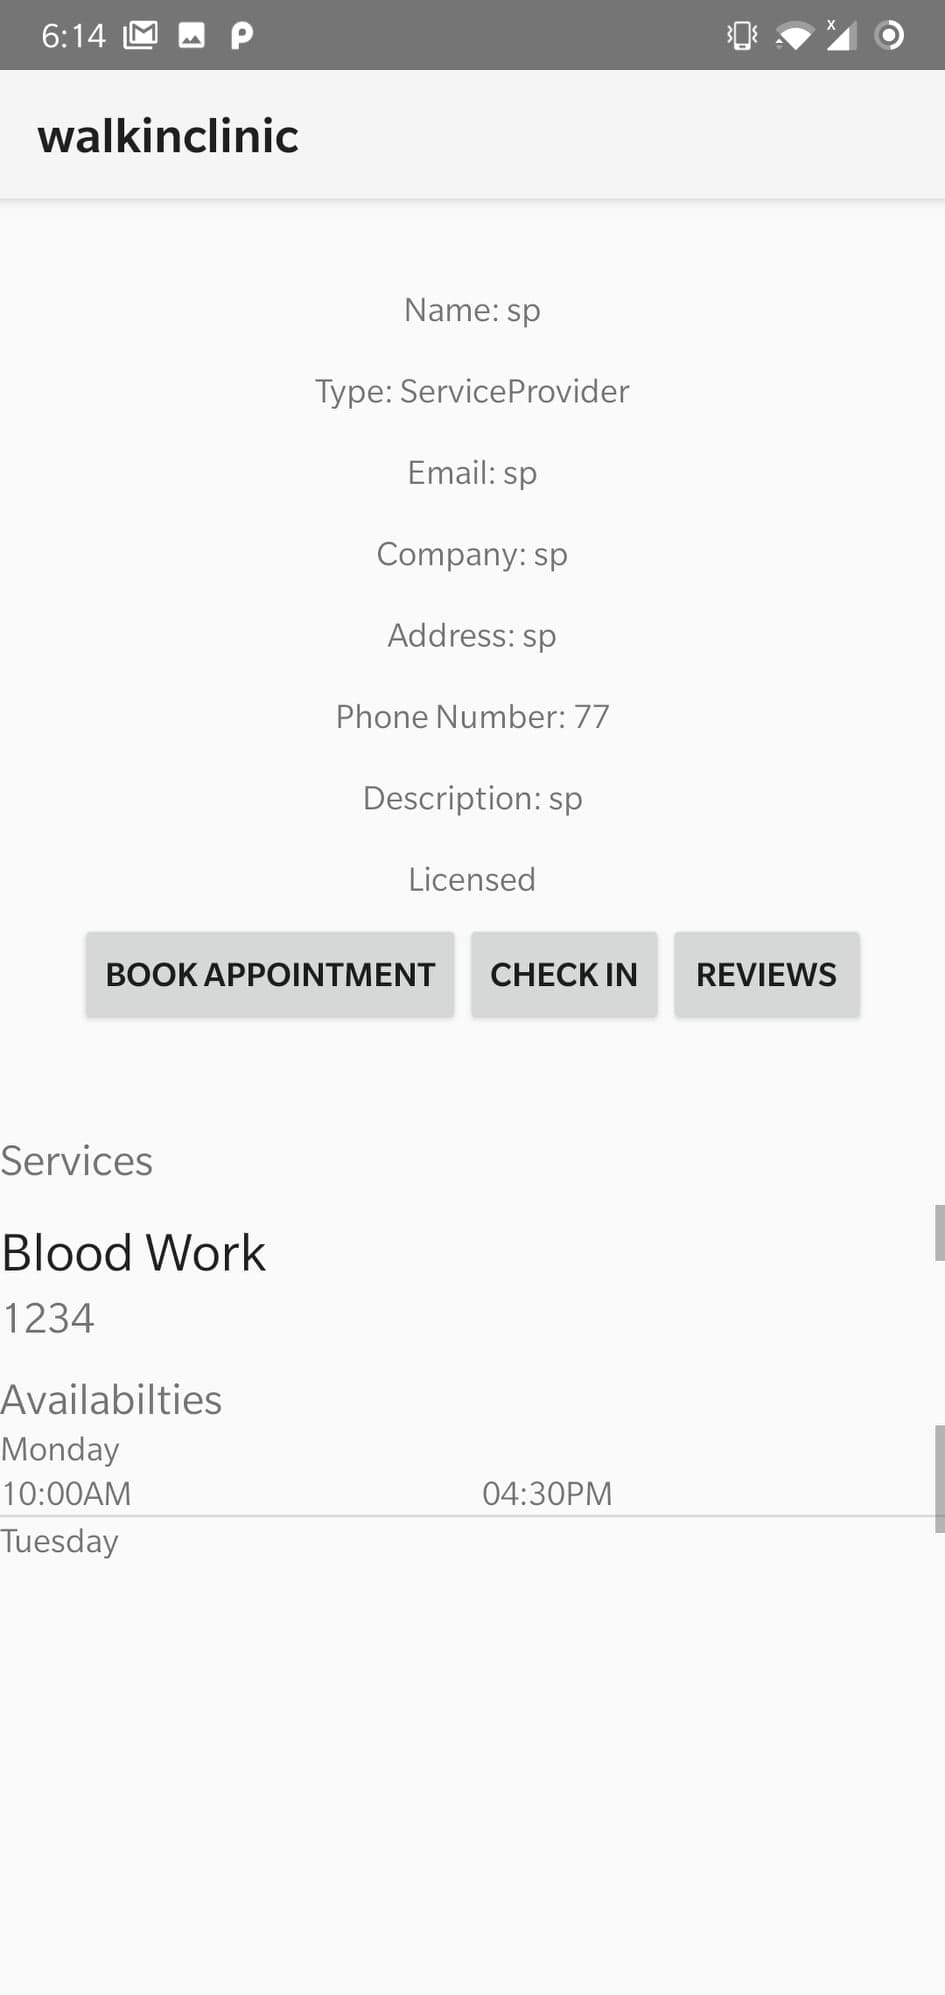 6:14
walkinclinic
Name: sp
Type: ServiceProvider
Email: sp
Company: sp
Address: sp
Phone Number: 77
Description: sp
Licensed
BOOK APPOINTMENT CHECK IN REVIEWS
Services
Blood Work
1234
Availabilties
Monday
10:00AM 04:30PM
Tuesday